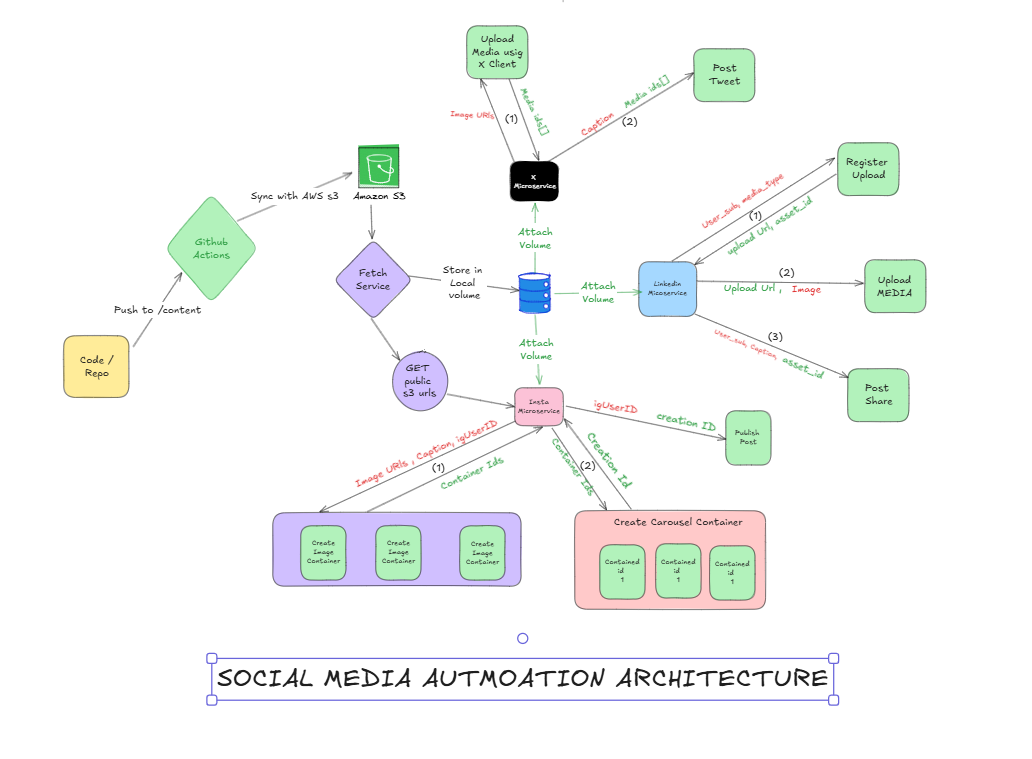 Upload
Media usig
X Client
Post
Tweet
Image URIs
(1)
Media ids[]
Caption
Media ids[]
(2)
X
Microservice
Sync with AWS s3
Amazon S3
Github
Actions
Push to /content
Code /
Repo
Fetch
Service
Store in
Local
volume
GET
public
s3 urls
Attach
Volume
Attach
Volume
Attach
Volume
Register
Upload
User_sub, media_type
(1)
upload Url, asset_id
Linkedin
Micoservice
(2)
Upload Url , Image
Upload
MEDIA
(3)
User_sub, Caption, asset_id
Post
Share
Insta
Microservice
igUserID
creation ID
Publish
Post
Image URIs , Caption, igUserID
(1)
Container Ids
Container Ids
(2)
Creation Id
Create
Image
Container
Create
Image
Container
Create
Image
Container
Create Carousel Container
Contained
id
1
Contained
id
1
Contained
id
1
SOCIAL MEDIA AUTMOATION ARCHITECTURE